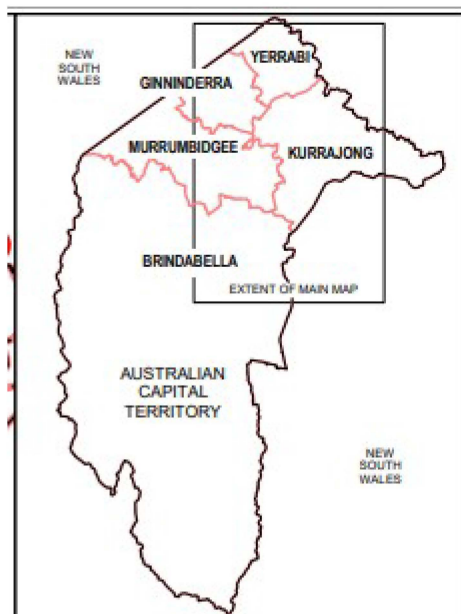 NEW
SOUTH
WALES
YERRABI
GINNINDERRA
MURRUMBIDGEE
KURRAJONG
BRINDABELLA
EXTENT OF MAIN MAP
AUSTRALIAN
CAPITAL
TERRITORY
NEW
SOUTH
WALES